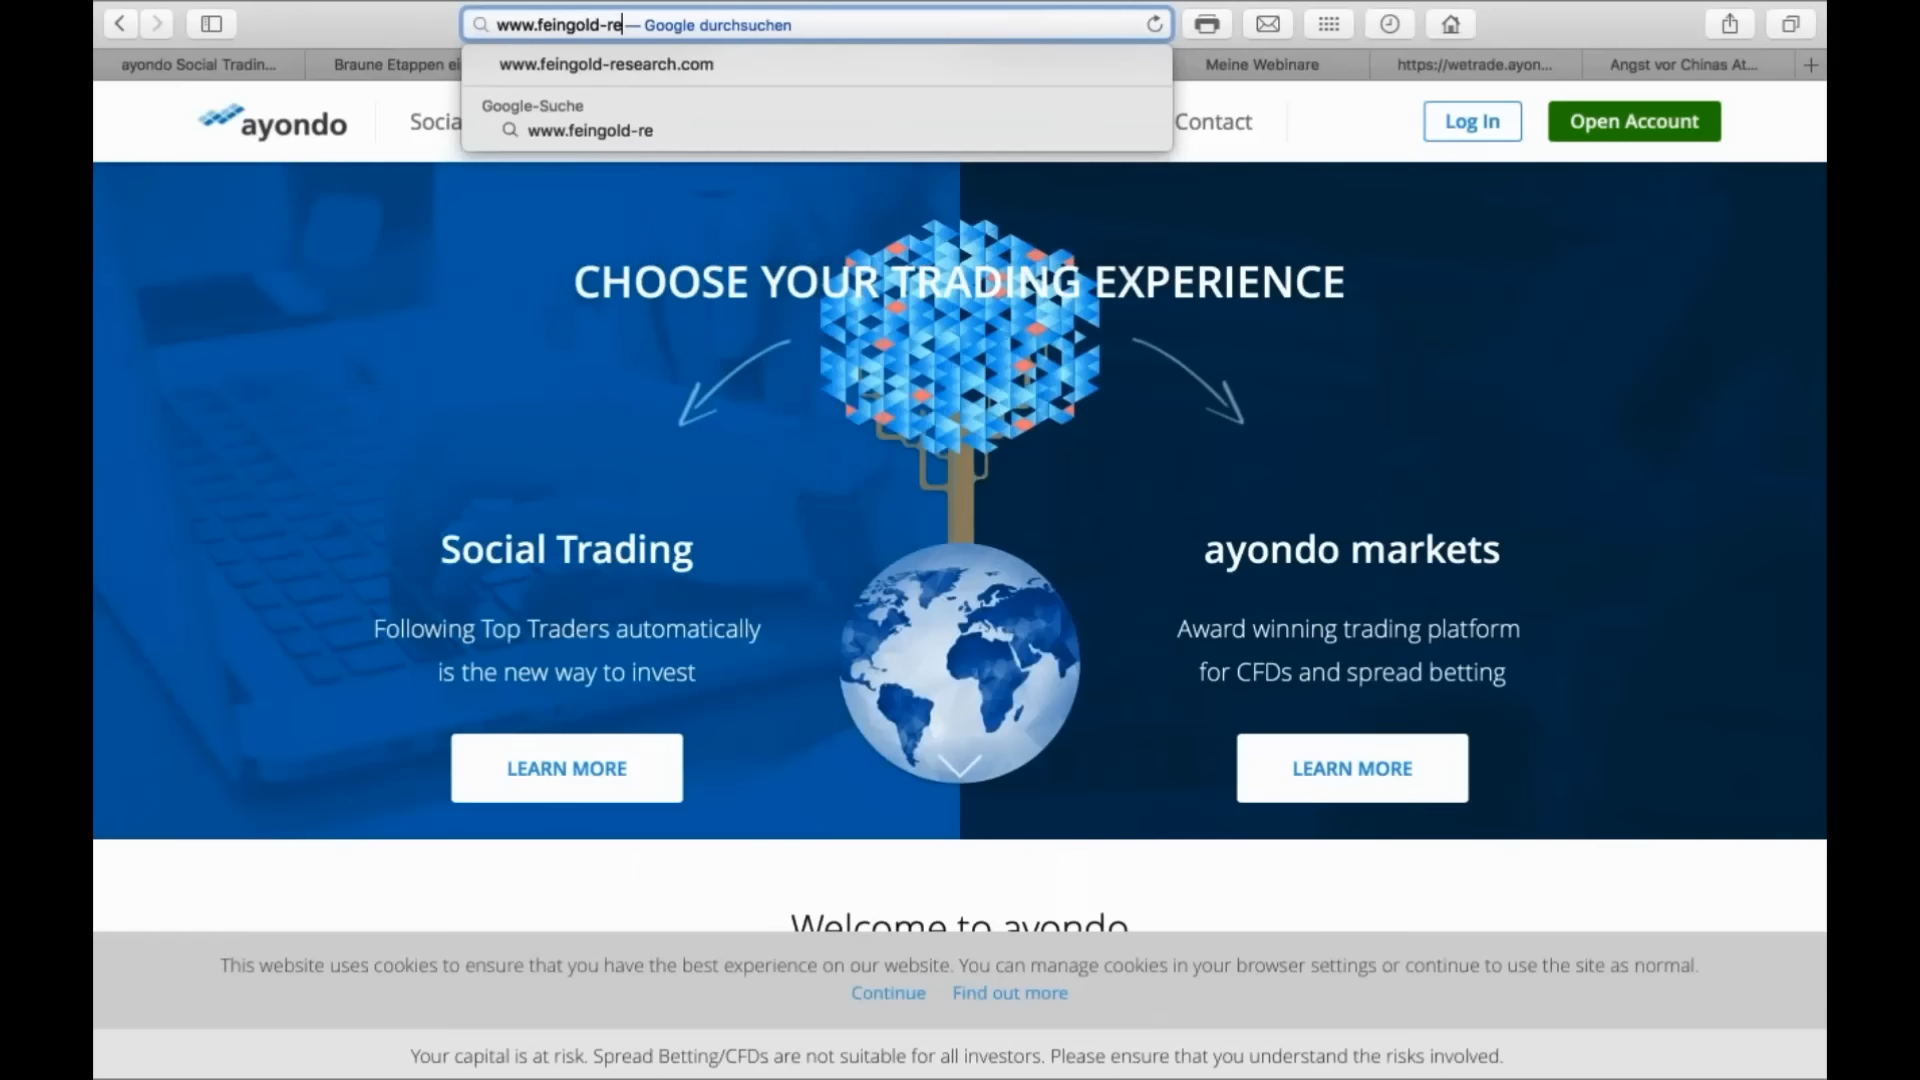 www.feingold-re — Google durchsuchen
www.feingold-research.com
Google-Suche
www.feingold-re
ayondo Social Tradin...
Braune Etappen ei
Meine Webinare
https://wetrade.ayon...
Angst vor Chinas At...
ayondo
Socia
Contact
Log In
Open Account
CHOOSE YOUR TRADING EXPERIENCE
Social Trading
Following Top Traders automatically
is the new way to invest
LEARN MORE
ayondo markets
Award winning trading platform
for CFDs and spread betting
LEARN MORE
Welcome to ayondo
This website uses cookies to ensure that you have the best experience on our website. You can manage cookies in your browser settings or continue to use the site as normal.
Continue Find out more
Your capital is at risk. Spread Betting/CFDs are not suitable for all investors. Please ensure that you understand the risks involved.